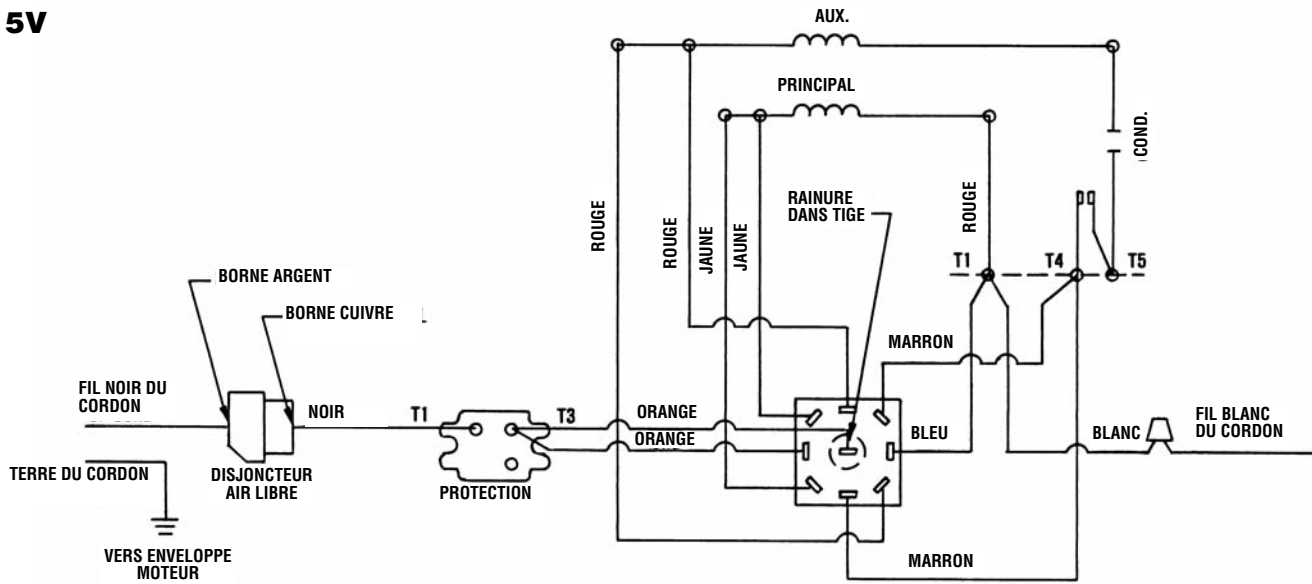 5V
AUX.
PRINCIPAL
COND.
RAINURE
DANS TIGE
ROUGE
ROUGE
JAUNE
JAUNE
ROUGE
T1
T4
T5
BORNE ARGENT
BORNE CUIVRE
MARRON
FIL NOIR DU
CORDON
NOIR
T1
T3
ORANGE
ORANGE
BLEU
BLANC
FIL BLANC
DU CORDON
TERRE DU CORDON
DISJONCTEUR
AIR LIBRE
PROTECTION
VERS ENVELOPPE
MOTEUR
MARRON